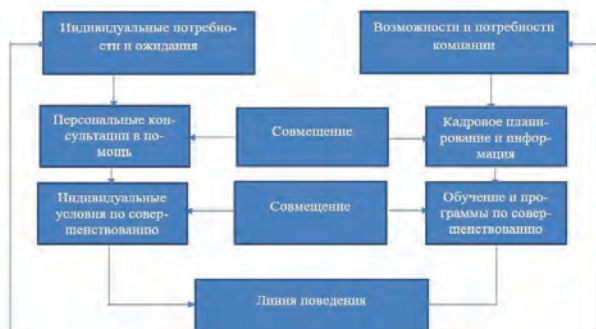 Индивидуальные потребно-
сти и ожидания
Возможности и потребности
компании
Персональные кон-
сультации в по-
мощь
Совмещение
Кадровое плани-
рование и инфор-
мация
Индивидуальные
условия по совер-
шенствованию
Совмещение
Обучение и про-
граммы по совер-
шенствованию
Линия поведения